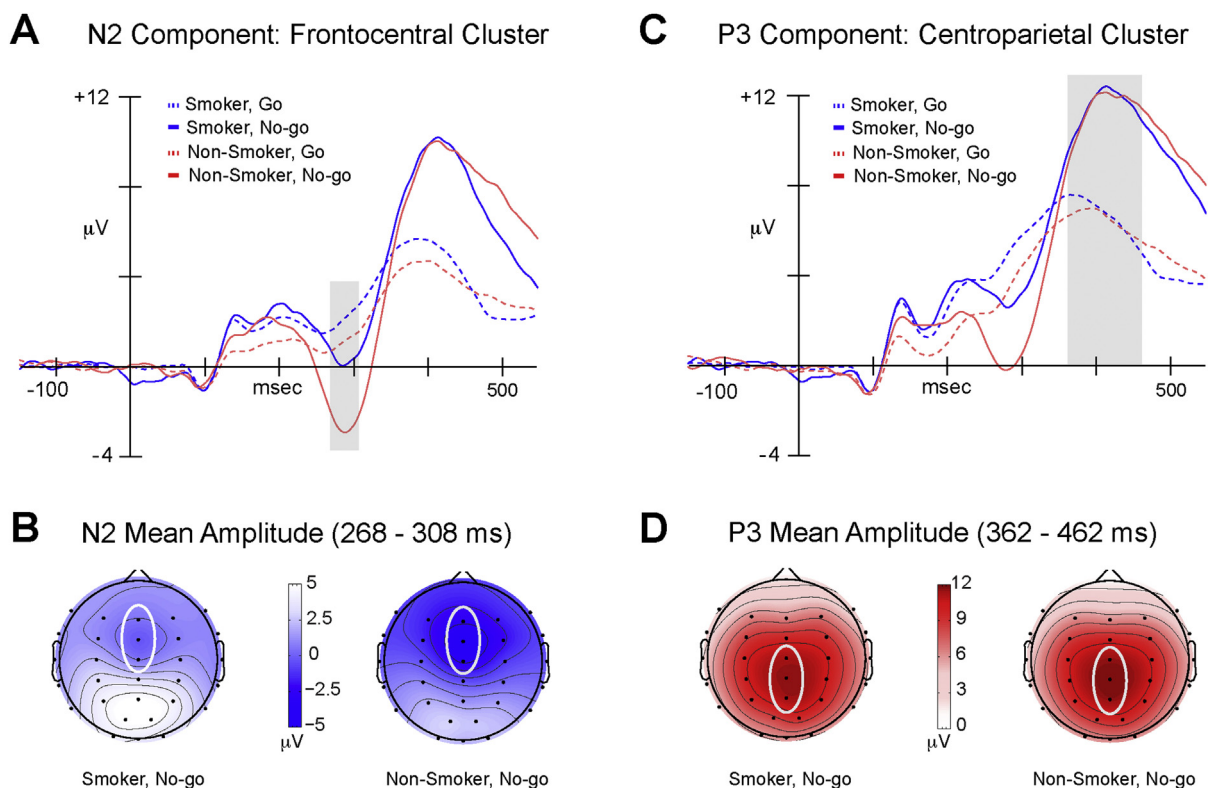 A
N2 Component: Frontocentral Cluster
+12
Smoker, Go
Smoker, No-go
Non-Smoker, Go
Non-Smoker, No-go
μV
-100
msec
500
-4
C
P3 Component: Centroparietal Cluster
+12
Smoker, Go
Smoker, No-go
Non-Smoker, Go
Non-Smoker, No-go
μV
-100
msec
500
-4
B
N2 Mean Amplitude (268 - 308 ms)
5
2.5
0
−2.5
−5
μV
Smoker, No-go
Non-Smoker, No-go
D
P3 Mean Amplitude (362 - 462 ms)
12
9
6
3
0
μV
Smoker, No-go
Non-Smoker, No-go